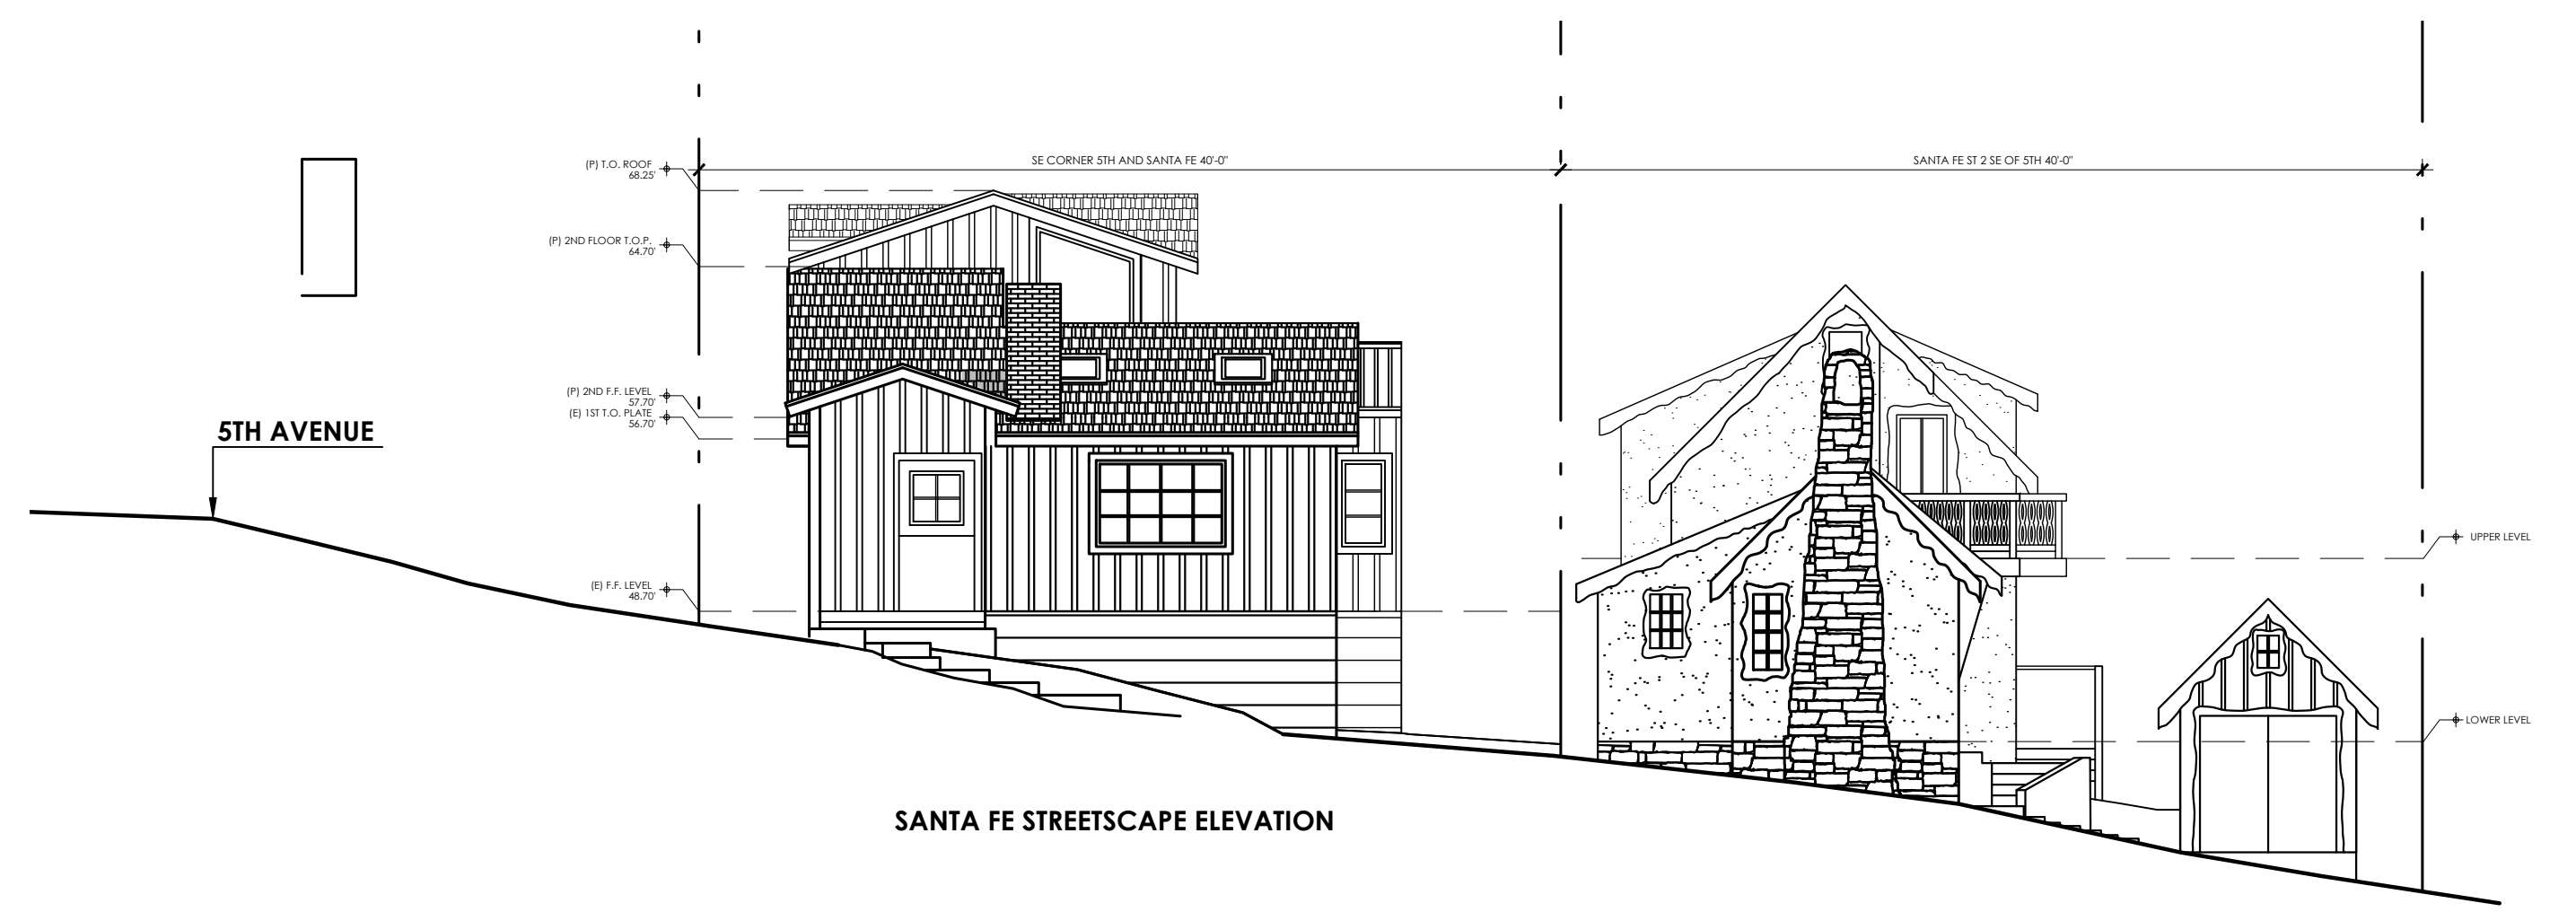 SE CORNER 5TH AND SANTA FE 40'-0"
SANTA FE ST 2 SE OF 5TH 40'-0"
(P) T.O. ROOF
68.25'
(P) 2ND FLOOR T.O.P.
64.70'
(P) 2ND F.F. LEVEL
57.70'
(E) 1ST T.O. PLATE
56.70'
5TH AVENUE
(E) F.F. LEVEL
48.70'
UPPER LEVEL
LOWER LEVEL
SANTA FE STREETSCAPE ELEVATION